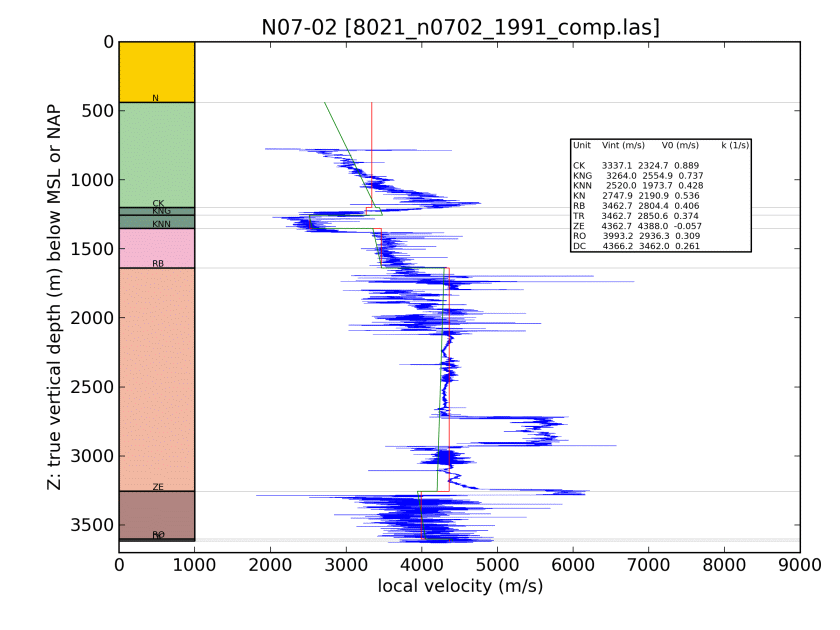 N07-02 [8021_n0702_1991_comp.las]
0
500
1000
1500
2000
2500
3000
3500
Z: true vertical depth (m) below MSL or NAP
N
CK
KNG
KNN
RB
ZE
RO
Unit Vint (m/s) V0 (m/s) k (1/s)
CK 3337.1 2324.7 0.889
KNG 3264.0 2554.9 0.737
KNN 2520.0 1973.7 0.428
KN 2747.9 2190.9 0.536
RB 3462.7 2804.4 0.406
TR 3462.7 2850.6 0.374
ZE 4362.7 4388.0 -0.057
RO 3993.2 2936.3 0.309
DC 4366.2 3462.0 0.261
0 1000 2000 3000 4000 5000 6000 7000 8000 9000
local velocity (m/s)